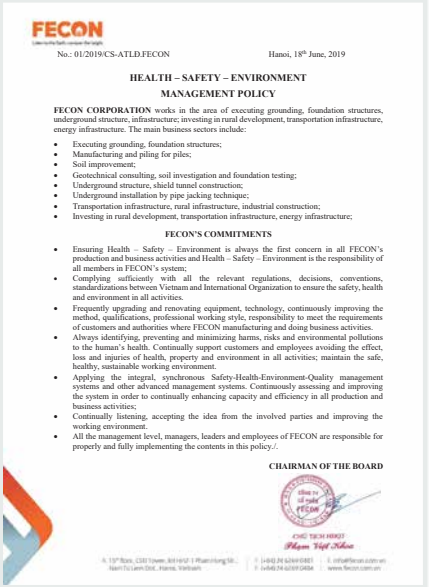 FECON
No.: 01/2019/CS-ATLĐ.FECON Hanoi, 18th June, 2019
HEALTH – SAFETY – ENVIRONMENT
MANAGEMENT POLICY
FECON CORPORATION works in the area of executing grounding, foundation structures,
underground structure, infrastructure; investing in rural development, transportation infrastructure,
energy infrastructure. The main business sectors include:
• Executing grounding, foundation structures;
• Manufacturing and piling for piles;
• Soil improvement;
• Geotechnical consulting, soil investigation and foundation testing;
• Underground structure, shield tunnel construction;
• Underground installation by pipe jacking technique;
• Transportation infrastructure, rural infrastructure, industrial construction;
• Investing in rural development, transportation infrastructure, energy infrastructure;
FECON'S COMMITMENTS
• Ensuring Health – Safety – Environment is always the first concern in all FECON's
production and business activities and Health – Safety – Environment is the responsibility of
all members in FECON's system;
• Complying sufficiently with all the relevant regulations, decisions, conventions,
standardizations between Vietnam and International Organization to ensure the safety, health
and environment in all activities.
• Frequently upgrading and renovating equipment, technology, continuously improving the
method, qualifications, professional working style, responsibility to meet the requirements
of customers and authorities where FECON manufacturing and doing business activities.
• Always identifying, preventing and minimizing harms, risks and environmental pollutions
to the human's health. Continually support customers and employees avoiding the effect,
loss and injuries of health, property and environment in all activities; maintain the safe,
healthy, sustainable working environment.
• Applying the integral, synchronous Safety-Health-Environment-Quality management
systems and other advanced management systems. Continuously assessing and improving
the system in order to continually enhancing capacity and efficiency in all production and
business activities;
• Continually listening, accepting the idea from the involved parties and improving the
working environment.
• All the management level, managers, leaders and employees of FECON are responsible for
properly and fully implementing the contents in this policy./.
CHAIRMAN OF THE BOARD
FECON
CHỦ TỊCH HĐQT
Phạm Việt Khoa
www.fecon.com.vn